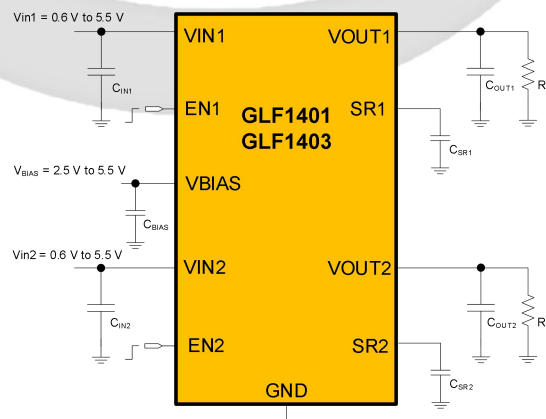 Vin1 = 0.6 V to 5.5 V
VIN1
VOUT1
CIN1
COUT1
R
EN1
GLF1401
GLF1403
SR1
CSR1
VBIAS = 2.5 V to 5.5 V
VBIAS
CBIAS
Vin2 = 0.6 V to 5.5 V
VIN2
VOUT2
CIN2
COUT2
R
EN2
SR2
CSR2
GND